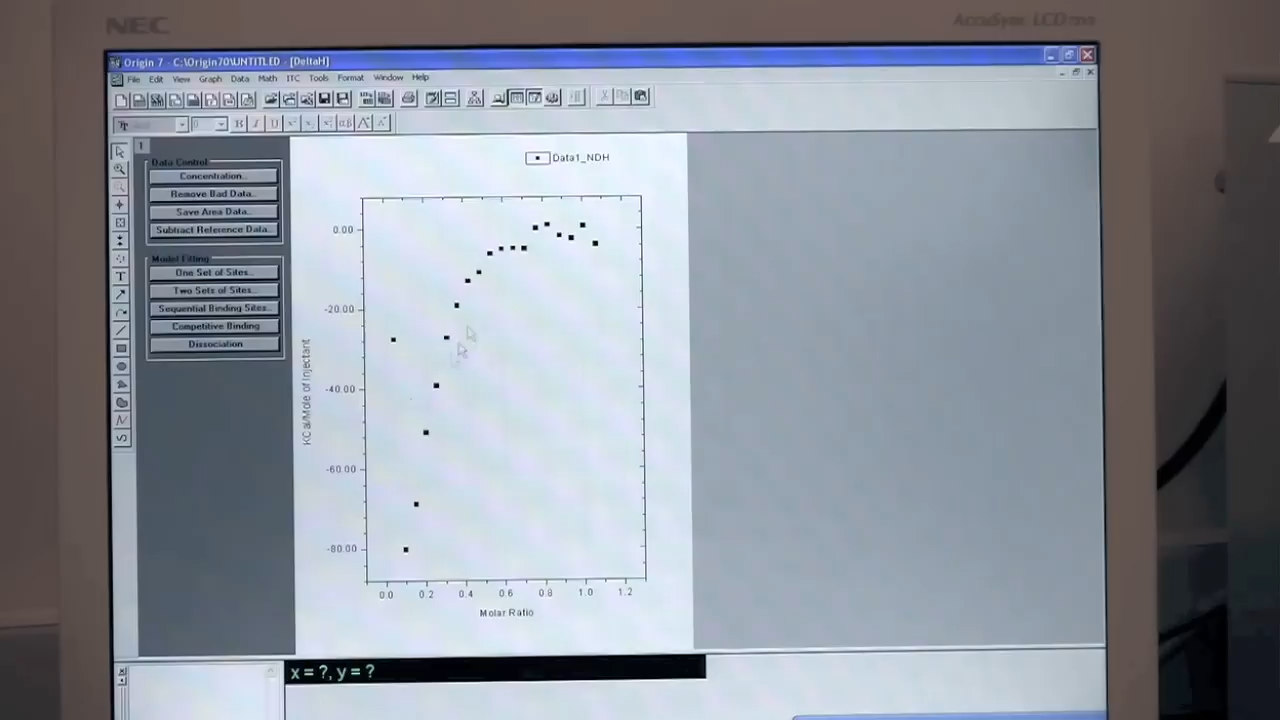 NEC
AccuSync LCD
Origin 7 - C:\Origin70\UNTITLED - [DeltaH]
File Edit View Graph Data Math ITC Tools Format Window Help
B I U
1
Data Control
Concentration...
Remove Bad Data...
Save Area Data...
Subtract Reference Data...
Model Fitting
One Set of Sites...
Two Sets of Sites...
Sequential Binding Sites...
Competitive Binding
Dissociation
Data1_NDH
0.00
-20.00
-40.00
-60.00
-80.00
KCal/Mole of Injectant
0.0 0.2 0.4 0.6 0.8 1.0 1.2
Molar Ratio
x = ?, y = ?